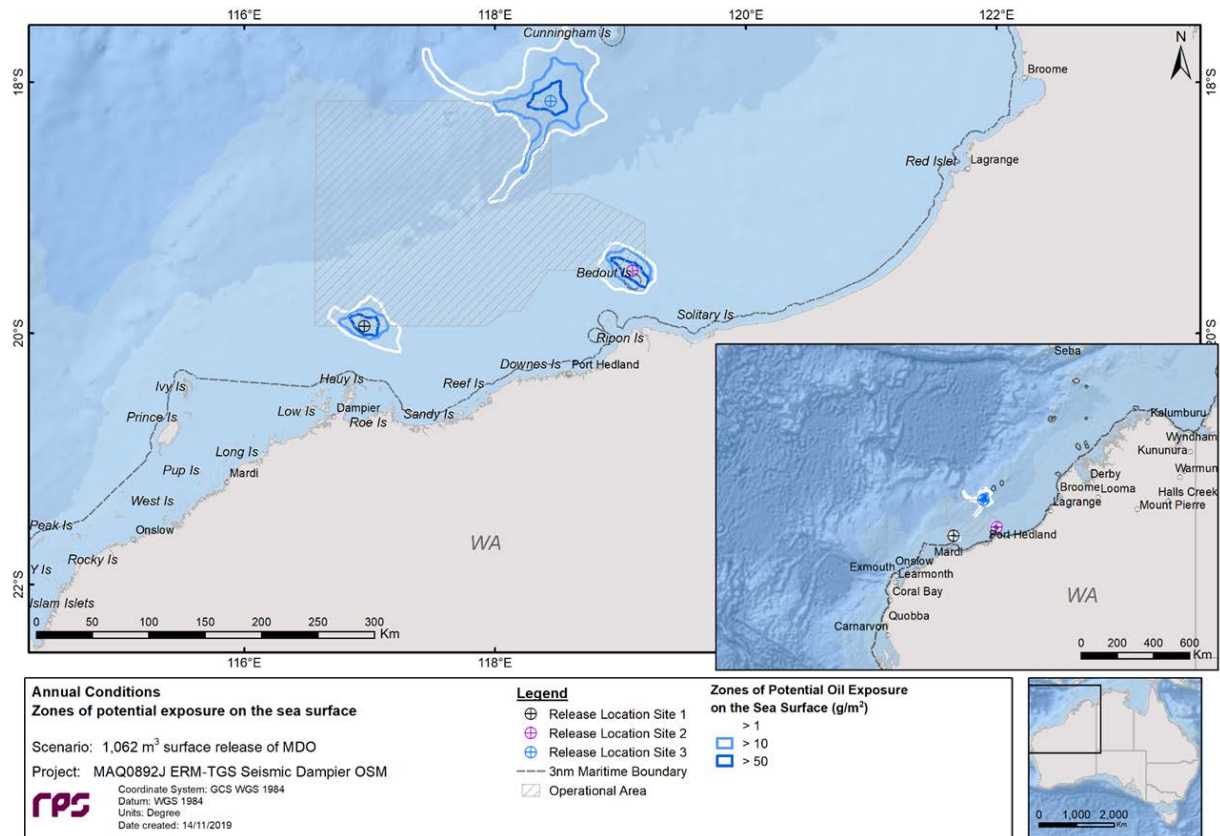 116°E 118°E 120°E 122°E
Cunningham Is
18°S
18°S
Broome
Red Islet
Lagrange
Bedout Is
20°S
20°S
Solitary Is
Ripon Is
Downes Is
Port Hedland
Ivy Is
Hauy Is
Reef Is
Prince Is
Low Is
Dampier
Sandy Is
Roe Is
Long Is
Pup Is
Mardi
West Is
Peak Is
Onslow
WA
Rocky Is
Y Is
22°S
Islam Islets
0 50 100 150 200 250 300
Km
116°E 118°E
Seba
Kalumburu
Wyndham
Kununura
Derby
Warmun
Broome
Looma
Lagrange
Halls Creek
Mount Pierre
Port Hedland
Mardi
Onslow
Exmouth
Learmonth
Coral Bay
WA
Quobba
Carnarvon
0 200 400 600
Km
Annual Conditions
Zones of potential exposure on the sea surface
Scenario: 1,062 m³ surface release of MDO
Project: MAQ0892J ERM-TGS Seismic Dampier OSM
rps
Coordinate System: GCS WGS 1984
Datum: WGS 1984
Units: Degree
Date created: 14/11/2019
Legend
Release Location Site 1
Release Location Site 2
Release Location Site 3
3nm Maritime Boundary
Operational Area
Zones of Potential Oil Exposure
on the Sea Surface (g/m²)
> 1
> 10
> 50
0 1,000 2,000
Km
N